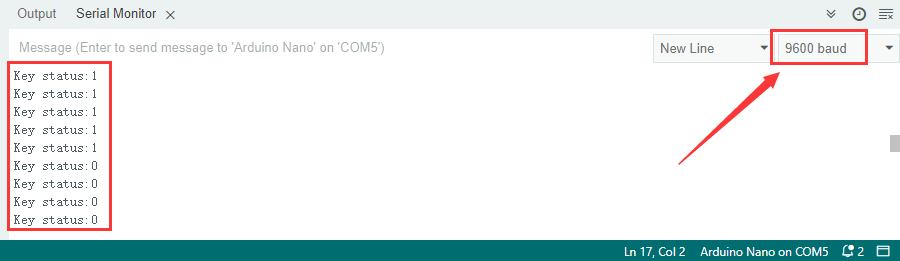 Output Serial Monitor
Message (Enter to send message to 'Arduino Nano' on 'COM5') New Line 9600 baud
Key status:1
Key status:1
Key status:1
Key status:1
Key status:1
Key status:0
Key status:0
Key status:0
Key status:0
Ln 17, Col 2 Arduino Nano on COM5 2